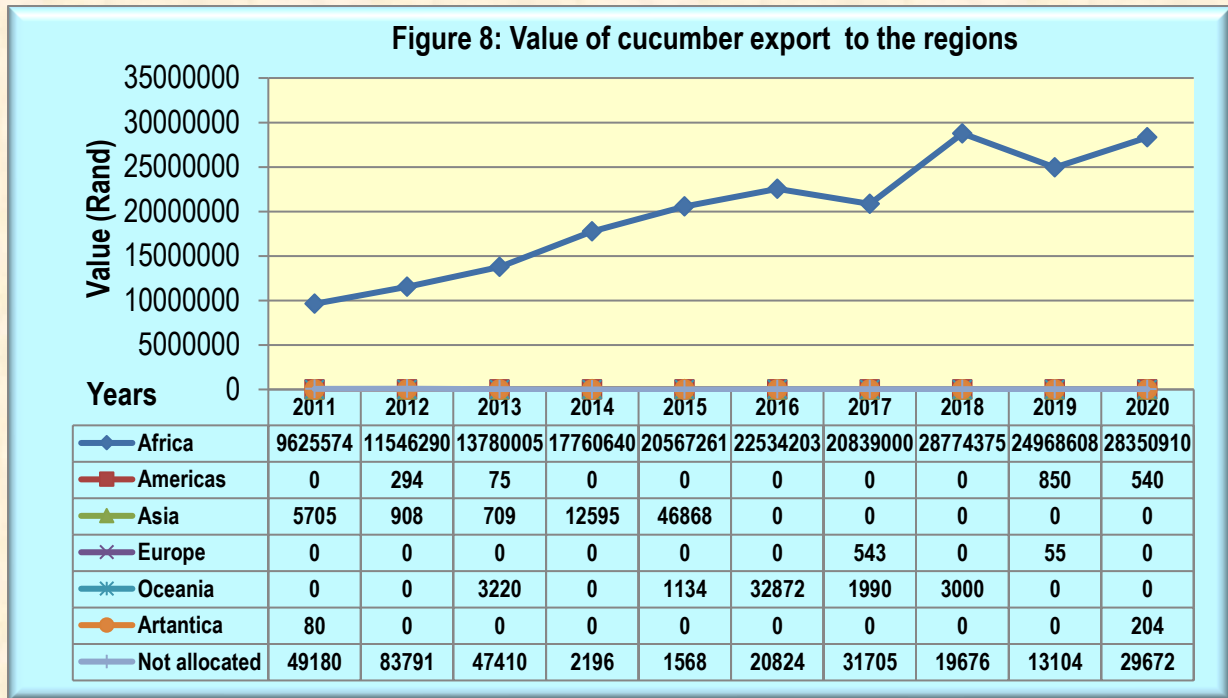 Figure 8: Value of cucumber export to the regions
Value (Rand)
35000000
30000000
25000000
20000000
15000000
10000000
5000000
0
Years
2011 2012 2013 2014 2015 2016 2017 2018 2019 2020
Africa 9625574 11546290 13780005 17760640 20567261 22534203 20839000 28774375 24968608 28350910
Americas 0 294 75 0 0 0 0 0 850 540
Asia 5705 908 709 12595 46868 0 0 0 0 0
Europe 0 0 0 0 0 0 543 0 55 0
Oceania 0 0 3220 0 1134 32872 1990 3000 0 0
Artantica 80 0 0 0 0 0 0 0 0 204
Not allocated 49180 83791 47410 2196 1568 20824 31705 19676 13104 29672